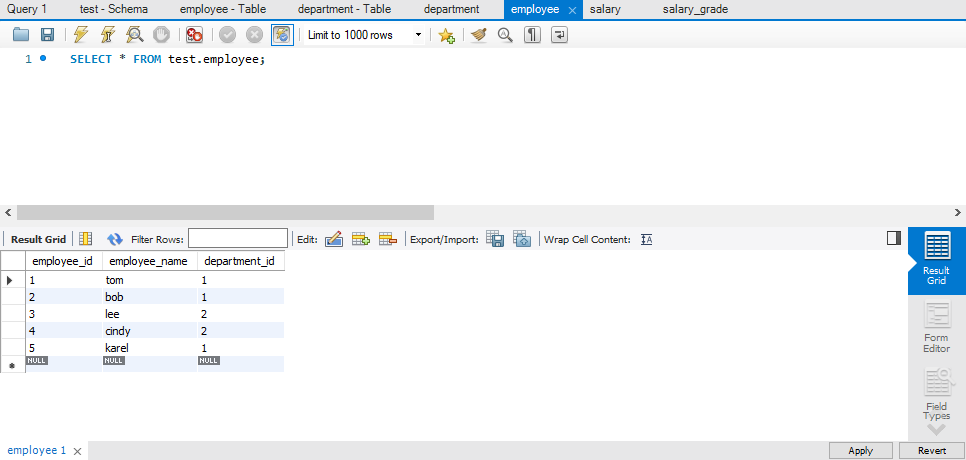 Query 1 test - Schema employee - Table department - Table department employee salary salary_grade
Limit to 1000 rows
1 SELECT * FROM test.employee;
Result Grid Filter Rows: Edit: Export/Import: Wrap Cell Content:
employee_id employee_name department_id
1 tom 1
2 bob 1
3 lee 2
4 cindy 2
5 karel 1
NULL NULL NULL
Result
Grid
Form
Editor
Field
Types
employee 1 Apply Revert